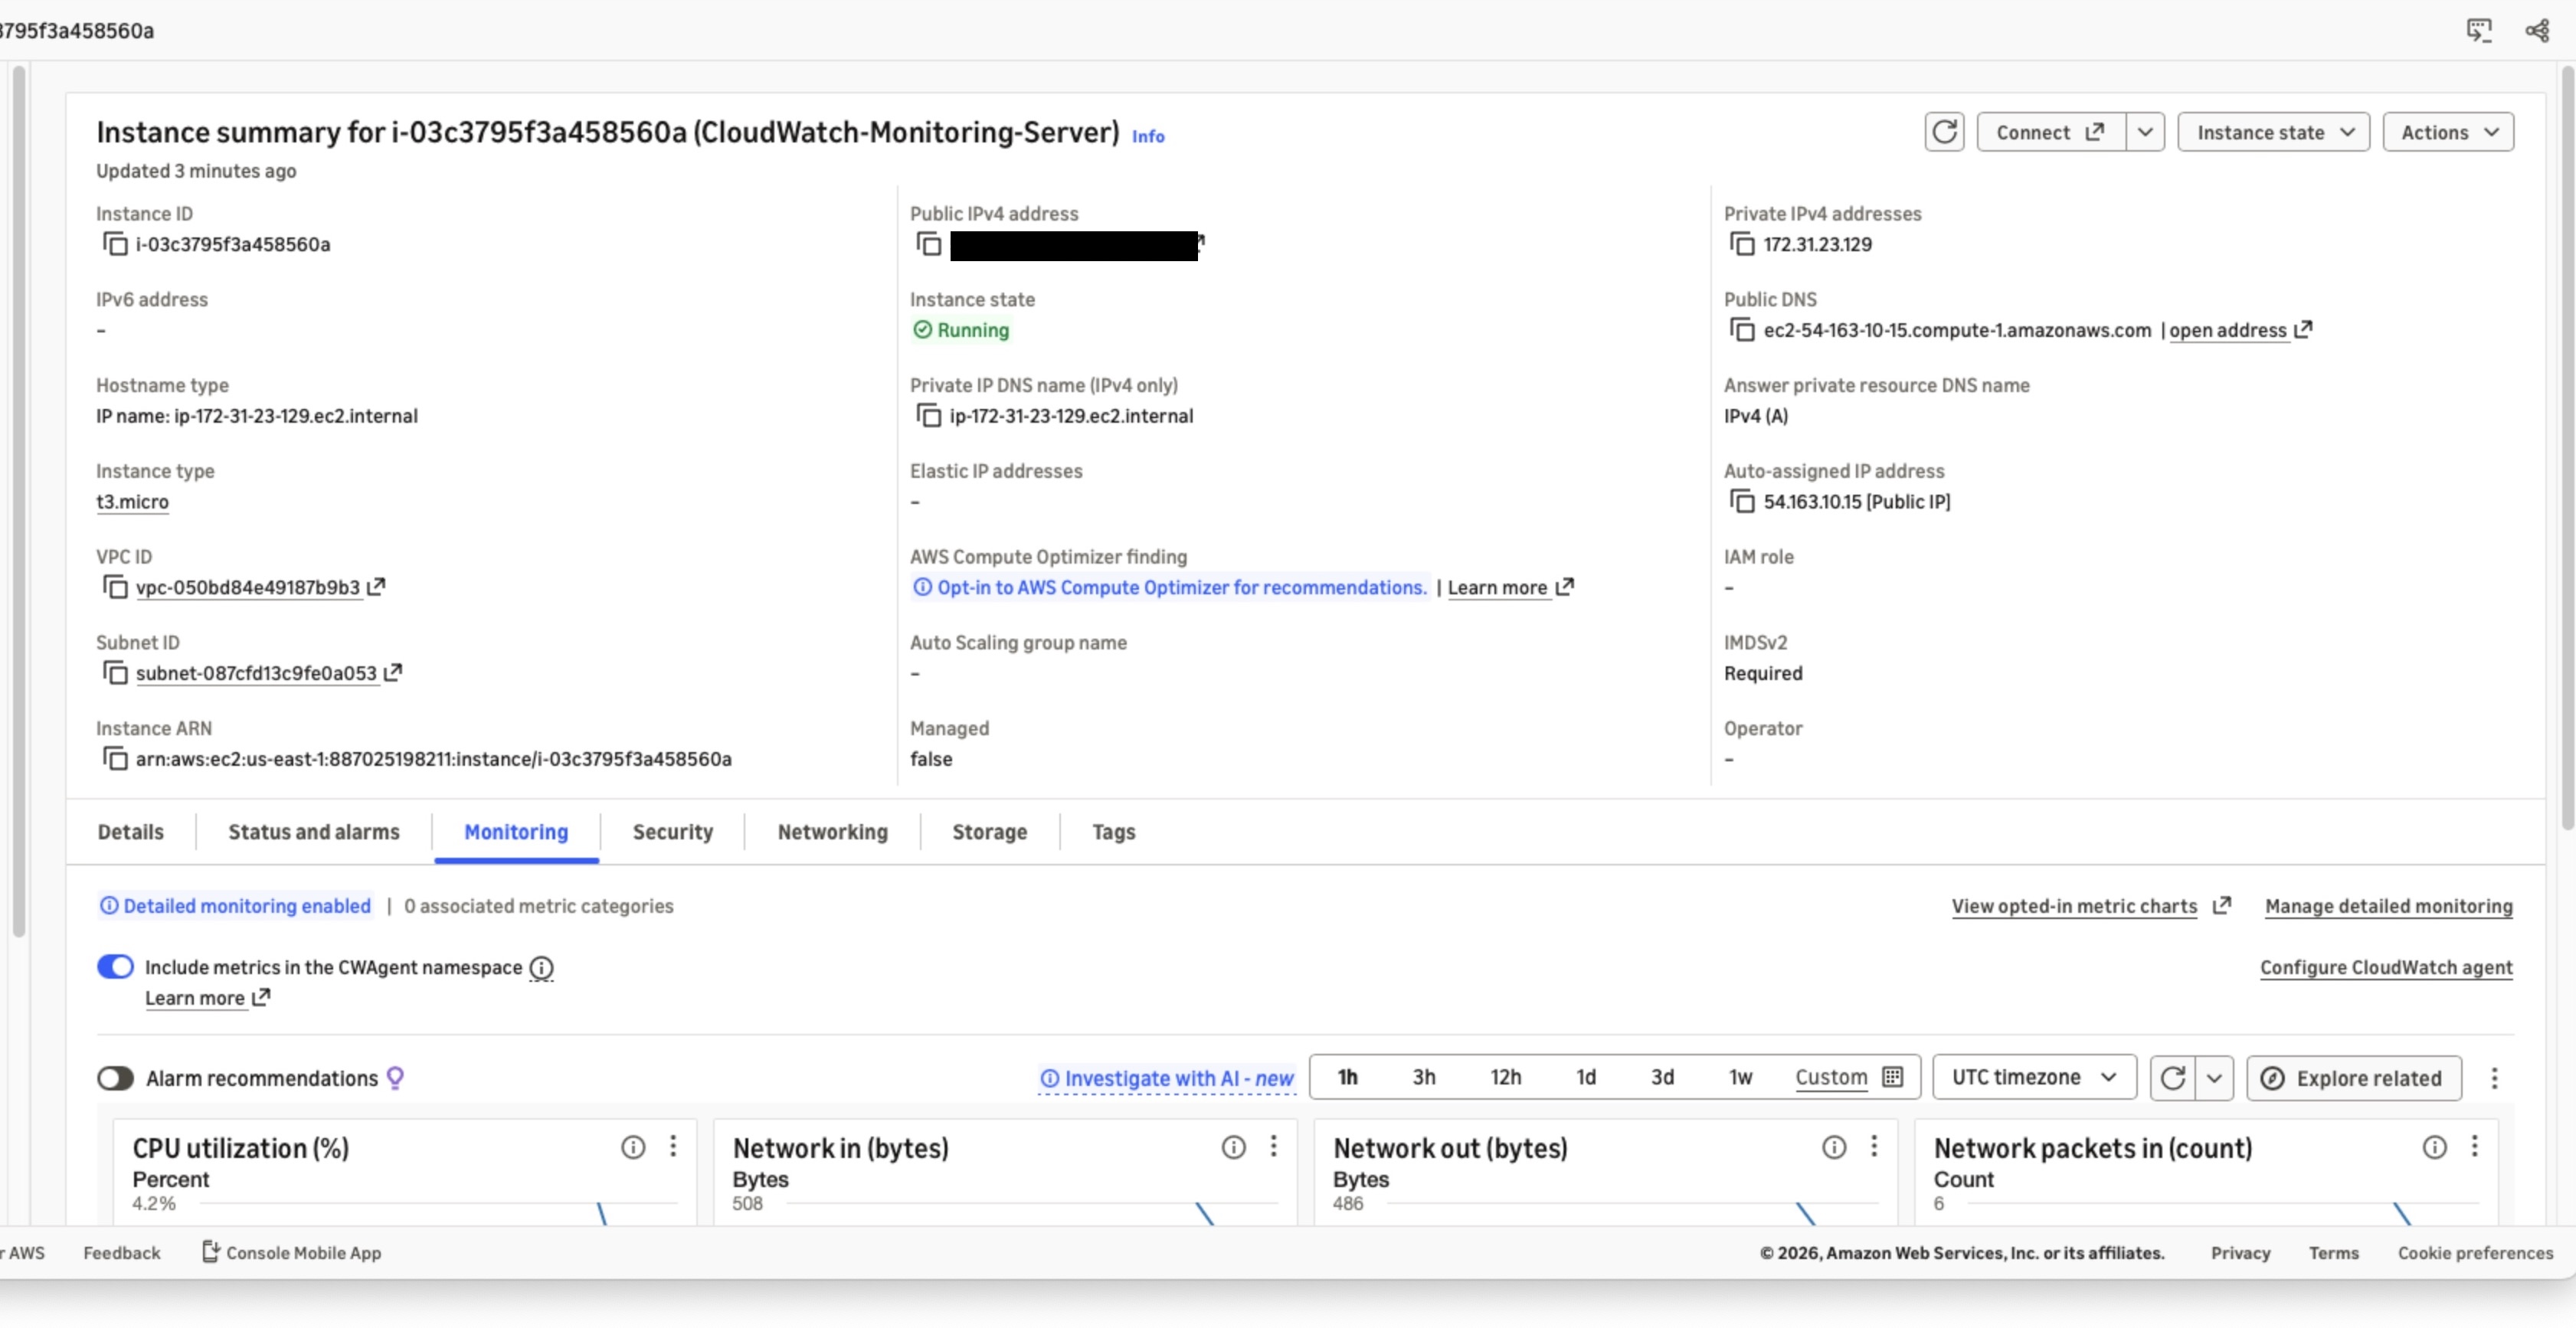 3795f3a458560a
Instance summary for i-03c3795f3a458560a (CloudWatch-Monitoring-Server) Info
Connect
Instance state
Actions
Updated 3 minutes ago
Instance ID
i-03c3795f3a458560a
Public IPv4 address
Private IPv4 addresses
172.31.23.129
IPv6 address
–
Instance state
Running
Public DNS
ec2-54-163-10-15.compute-1.amazonaws.com | open address
Hostname type
IP name: ip-172-31-23-129.ec2.internal
Private IP DNS name (IPv4 only)
ip-172-31-23-129.ec2.internal
Answer private resource DNS name
IPv4 (A)
Instance type
t3.micro
Elastic IP addresses
–
Auto-assigned IP address
54.163.10.15 [Public IP]
VPC ID
vpc-050bd84e49187b9b3
AWS Compute Optimizer finding
Opt-in to AWS Compute Optimizer for recommendations. | Learn more
IAM role
–
Subnet ID
subnet-087cfd13c9fe0a053
Auto Scaling group name
–
IMDSv2
Required
Instance ARN
arn:aws:ec2:us-east-1:887025198211:instance/i-03c3795f3a458560a
Managed
false
Operator
–
Details
Status and alarms
Monitoring
Security
Networking
Storage
Tags
Detailed monitoring enabled | 0 associated metric categories
View opted-in metric charts
Manage detailed monitoring
Include metrics in the CWAgent namespace
Learn more
Configure CloudWatch agent
Alarm recommendations
Investigate with AI - new
1h 3h 12h 1d 3d 1w Custom
UTC timezone
Explore related
CPU utilization (%)
Percent
4.2%
Network in (bytes)
Bytes
508
Network out (bytes)
Bytes
486
Network packets in (count)
Count
6
r AWS
Feedback
Console Mobile App
© 2026, Amazon Web Services, Inc. or its affiliates.
Privacy
Terms
Cookie preferences